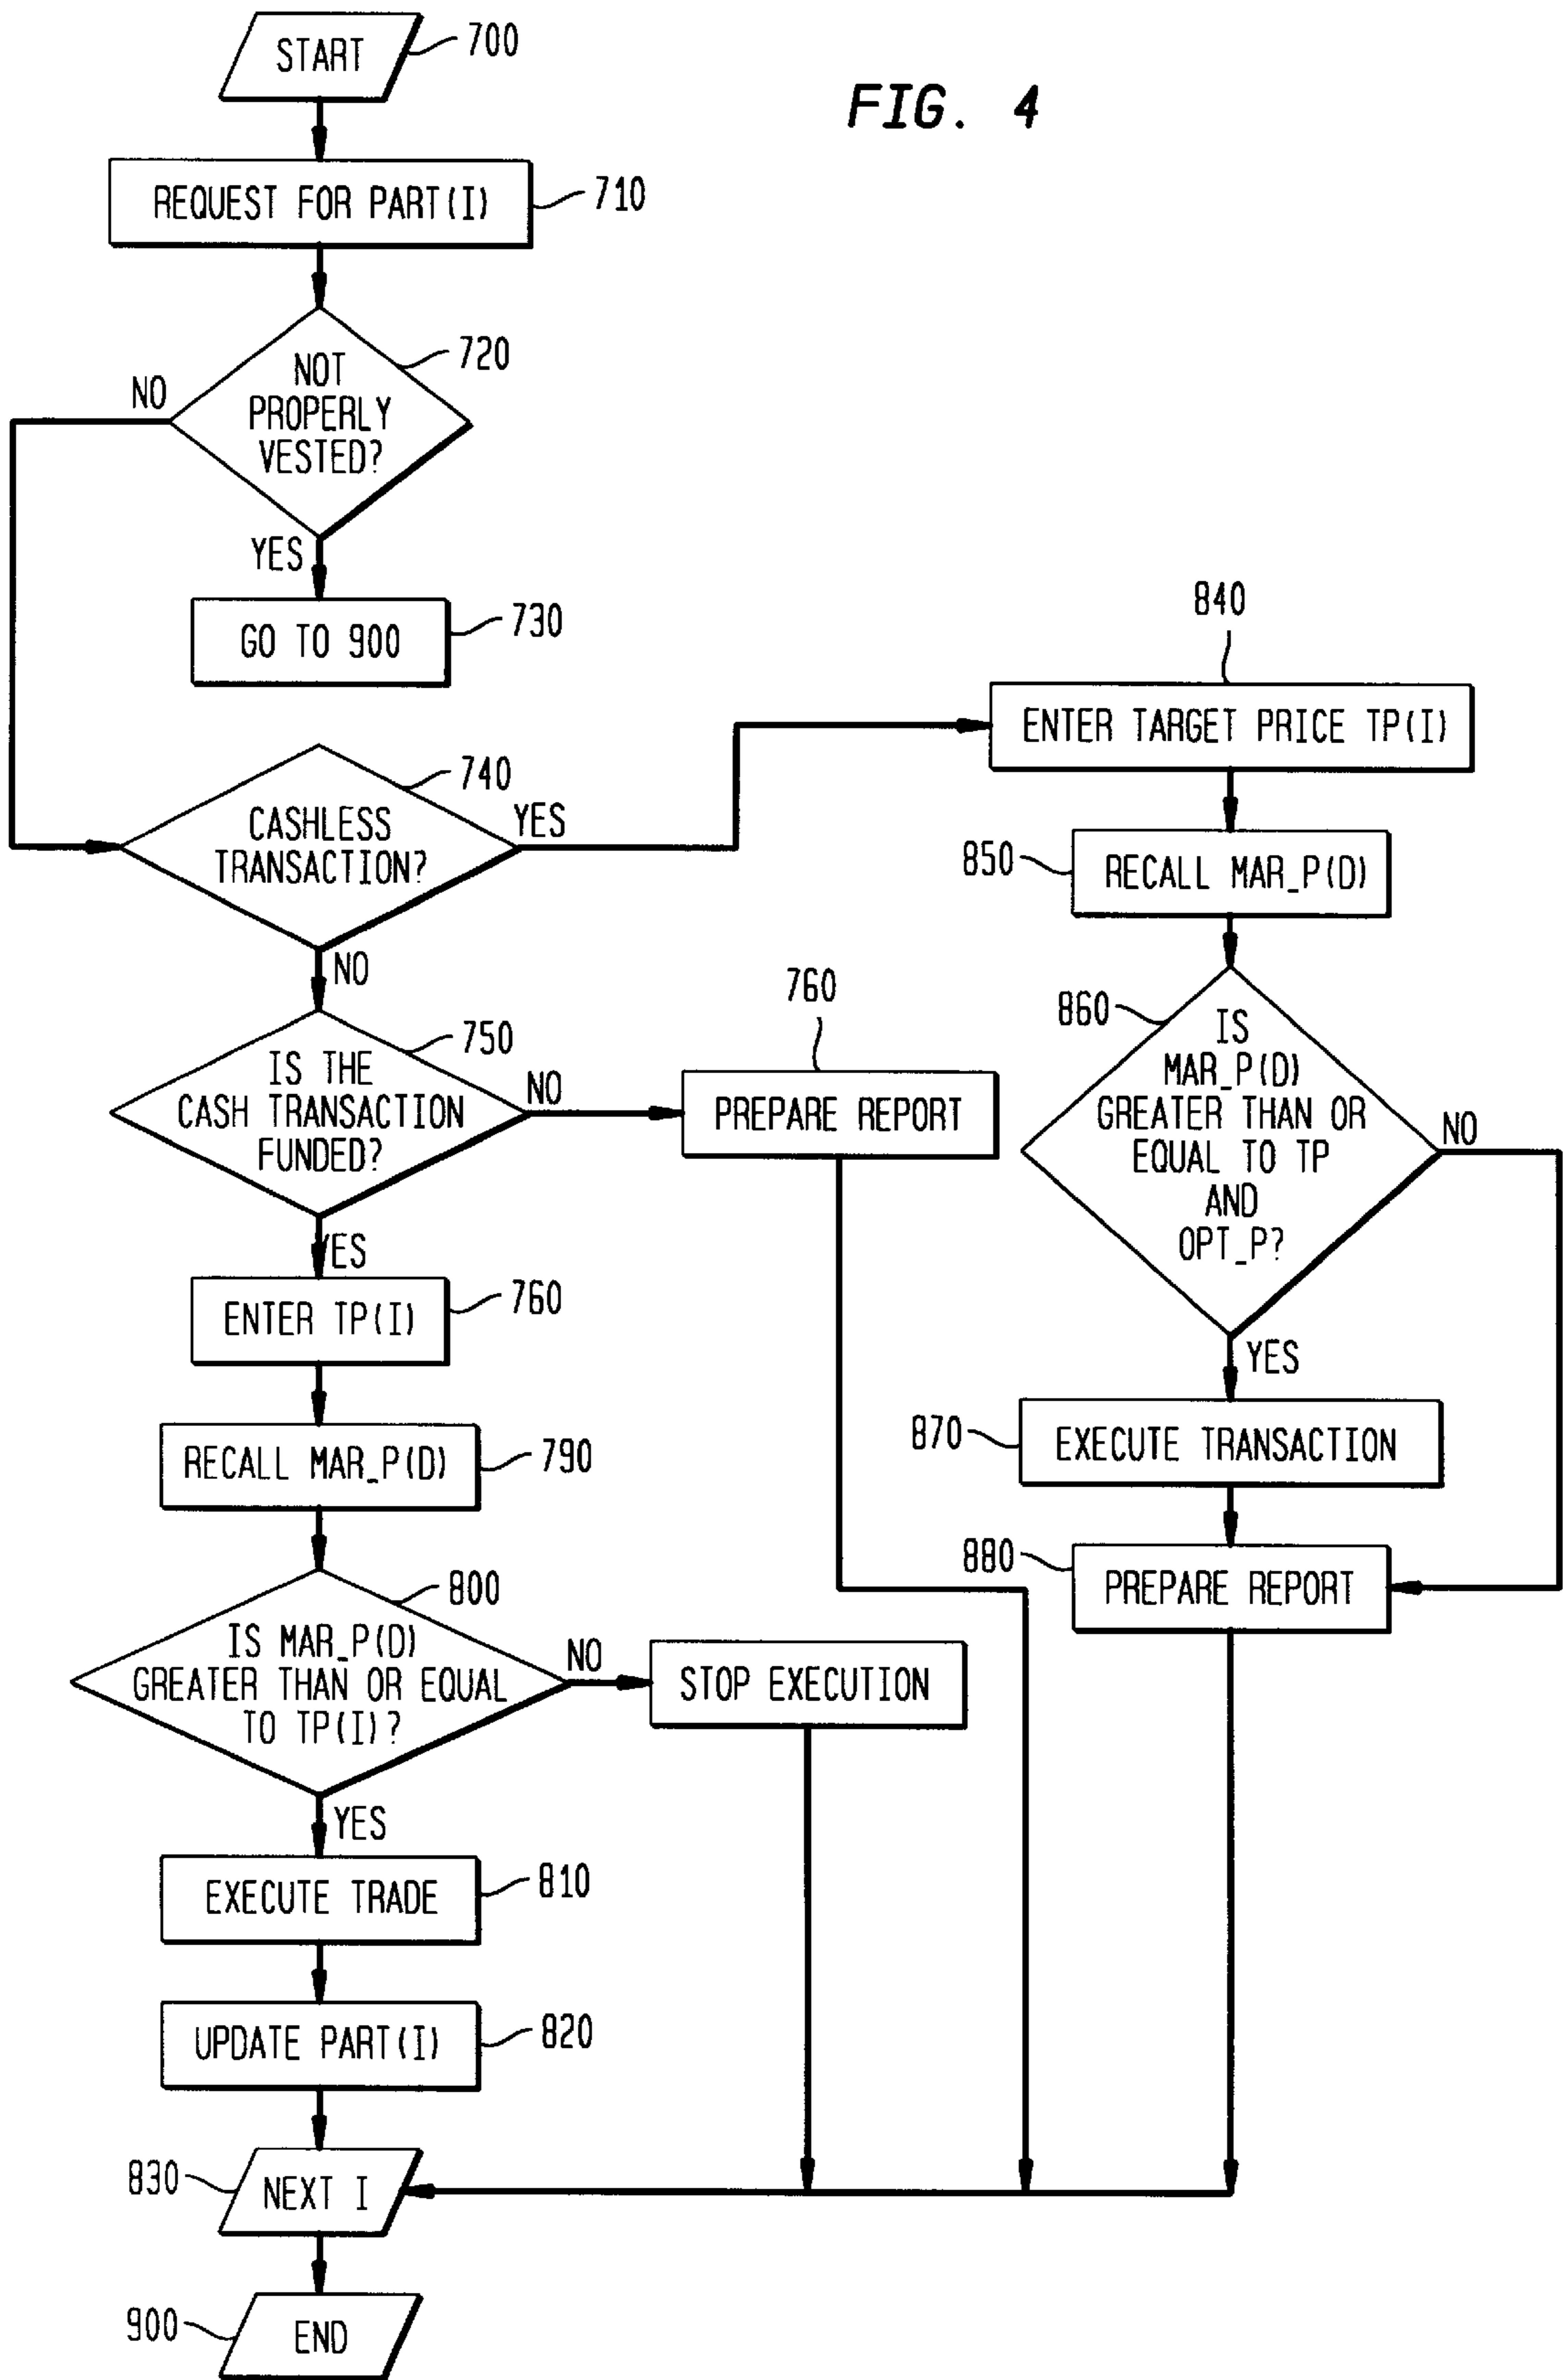 START
700
FIG. 4
REQUEST FOR PART(I)
710
NOT
PROPERLY
VESTED?
720
NO
YES
GO TO 900
730
CASHLESS
TRANSACTION?
740
YES
NO
IS THE
CASH TRANSACTION
FUNDED?
750
NO
YES
760
PREPARE REPORT
ENTER TP(I)
760
RECALL MAR_P(D)
790
IS MAR_P(D)
GREATER THAN OR EQUAL
TO TP(I)?
800
NO
STOP EXECUTION
YES
EXECUTE TRADE
810
UPDATE PART(I)
820
830
NEXT I
900
END
840
ENTER TARGET PRICE TP(I)
850
RECALL MAR_P(D)
860
IS
MAR_P(D)
GREATER THAN OR
EQUAL TO TP
AND
OPT_P?
NO
YES
870
EXECUTE TRANSACTION
880
PREPARE REPORT